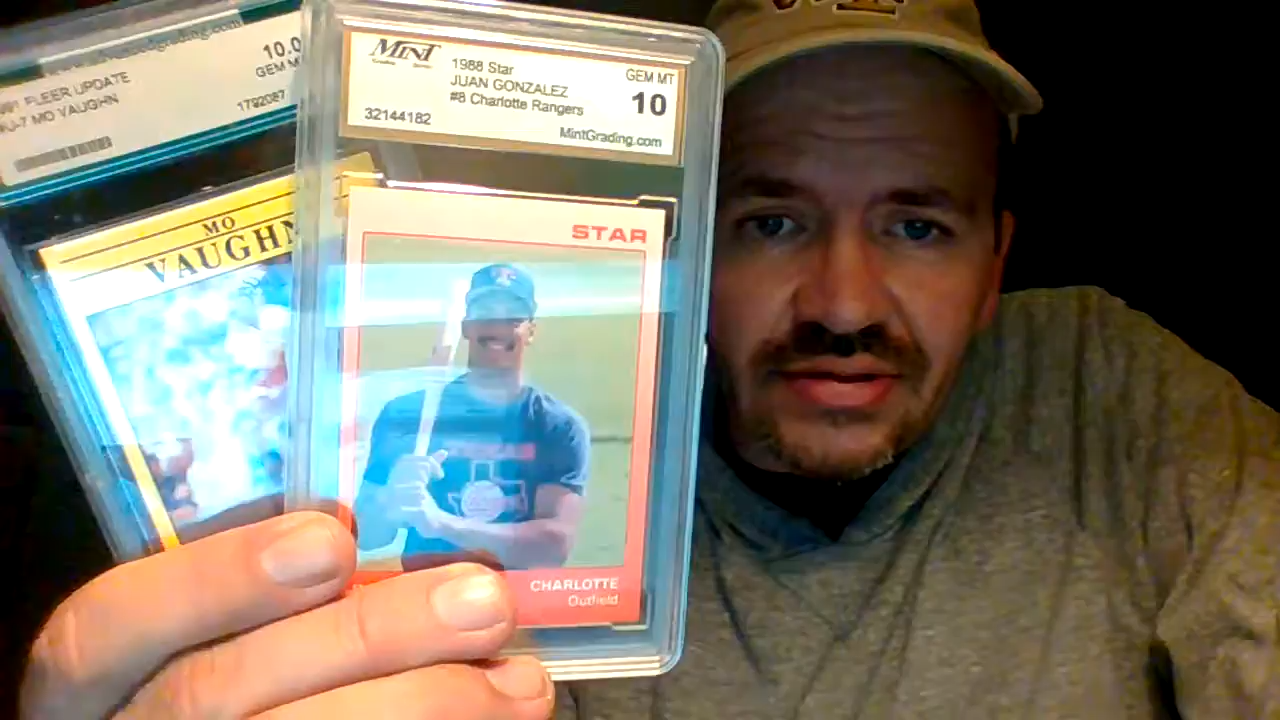 10.0
GEM M
FLEER UPDATE
MO VAUGHN
1792087
MO
VAUGHN
MINT
1988 Star
JUAN GONZALEZ
#8 Charlotte Rangers
GEM MT
10
32144182
MintGrading.com
STAR
CHARLOTTE
Outfield